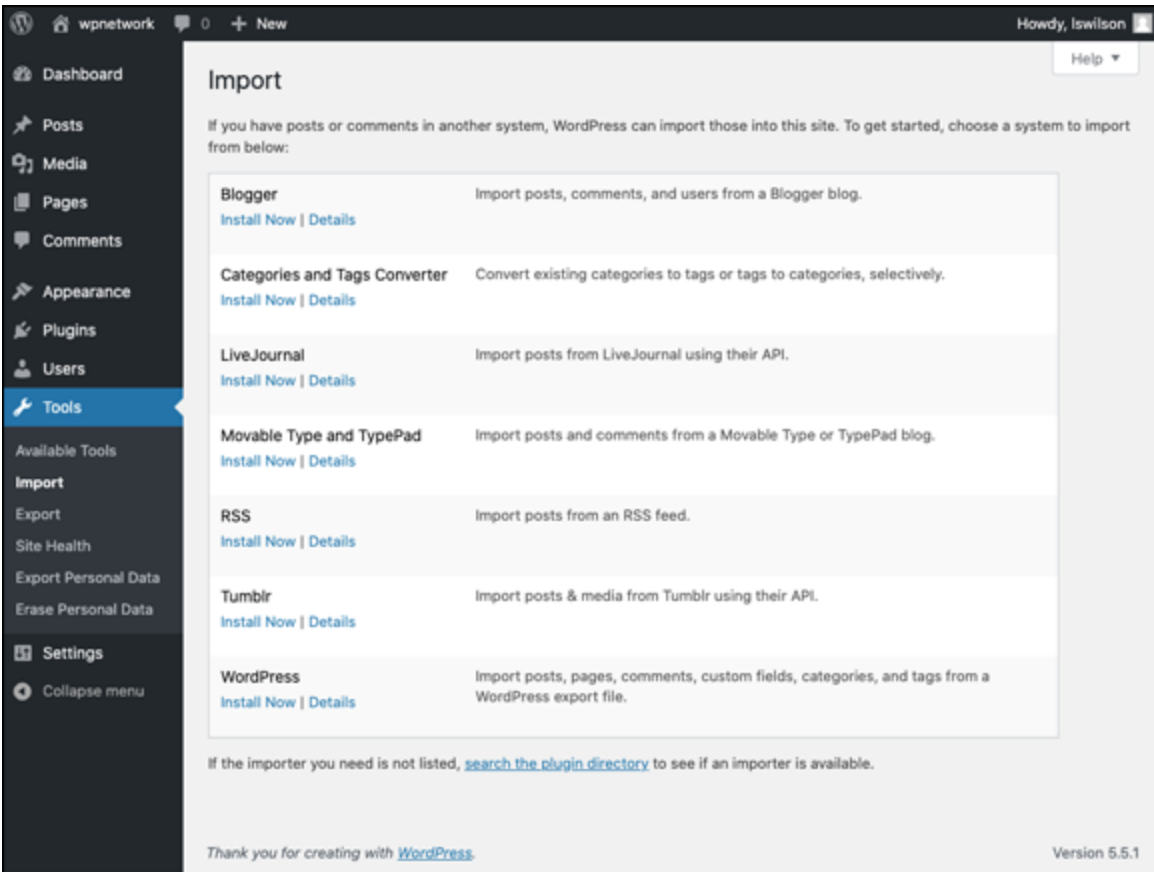 wpnetwork 0 + New Howdy, lswilson
Help ▼
Dashboard
Posts
Media
Pages
Comments
Appearance
Plugins
Users
Tools
Available Tools
Import
Export
Site Health
Export Personal Data
Erase Personal Data
Settings
Collapse menu
Import
If you have posts or comments in another system, WordPress can import those into this site. To get started, choose a system to import
from below:
Blogger Import posts, comments, and users from a Blogger blog.
Install Now | Details
Categories and Tags Converter Convert existing categories to tags or tags to categories, selectively.
Install Now | Details
LiveJournal Import posts from LiveJournal using their API.
Install Now | Details
Movable Type and TypePad Import posts and comments from a Movable Type or TypePad blog.
Install Now | Details
RSS Import posts from an RSS feed.
Install Now | Details
Tumblr Import posts & media from Tumblr using their API.
Install Now | Details
WordPress Import posts, pages, comments, custom fields, categories, and tags from a
Install Now | Details WordPress export file.
If the importer you need is not listed, search the plugin directory to see if an importer is available.
Thank you for creating with WordPress. Version 5.5.1